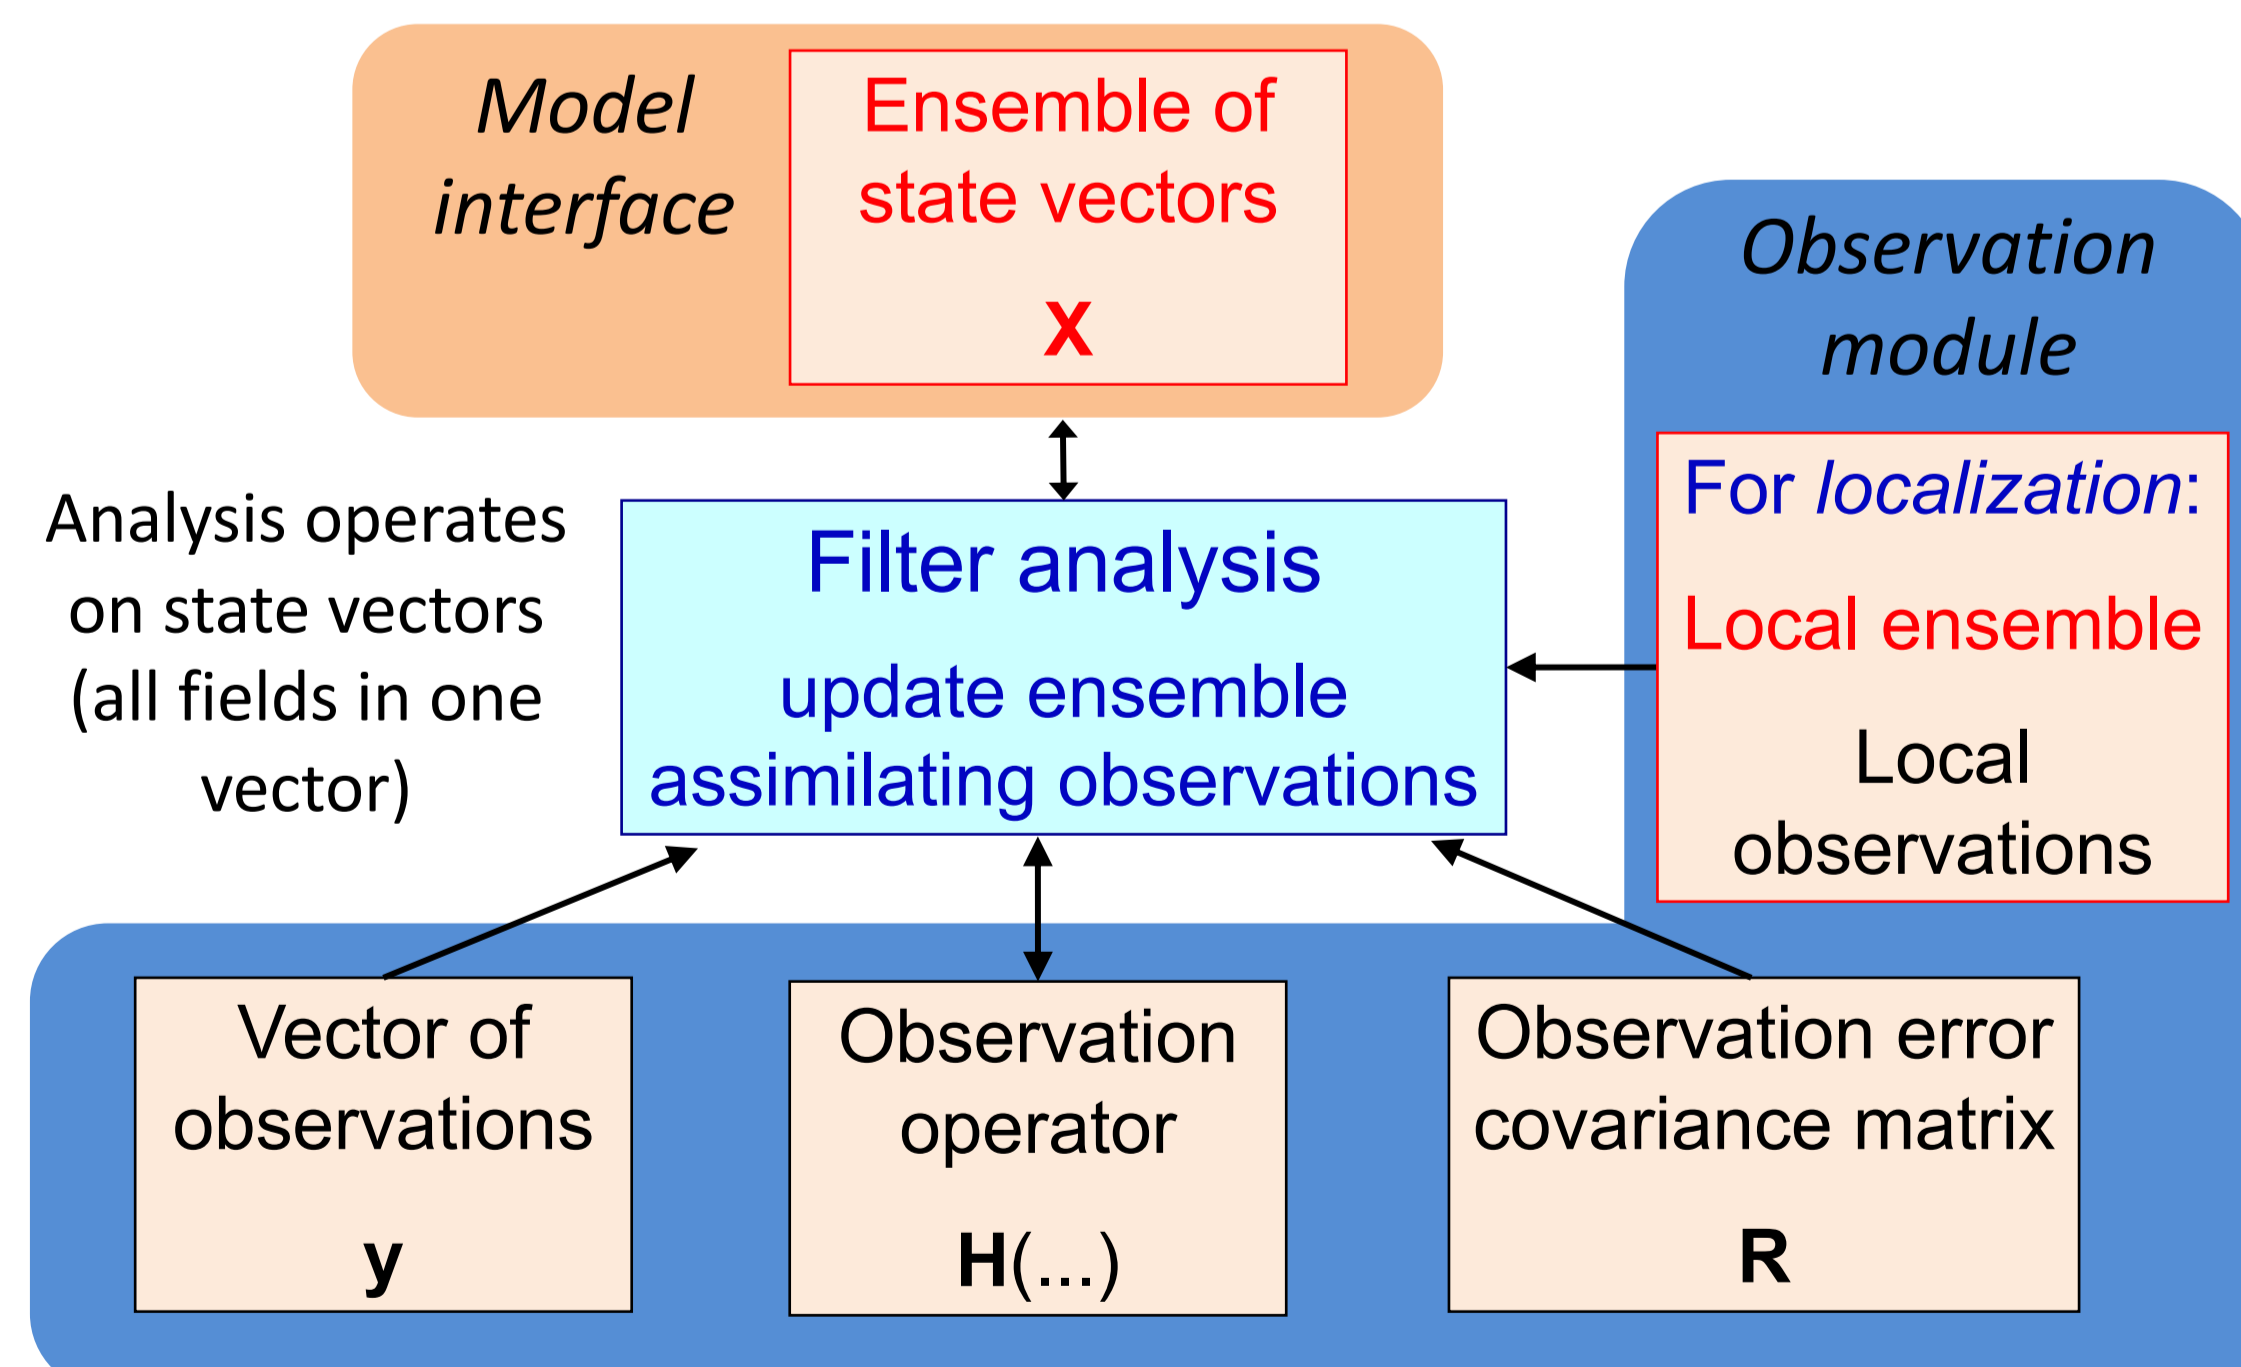 Model
interface
Ensemble of
state vectors
X
Observation
module
Analysis operates
on state vectors
(all fields in one
vector)
Filter analysis
update ensemble
assimilating observations
For localization:
Local ensemble
Local
observations
Vector of
observations
y
Observation
operator
H(...)
Observation error
covariance matrix
R